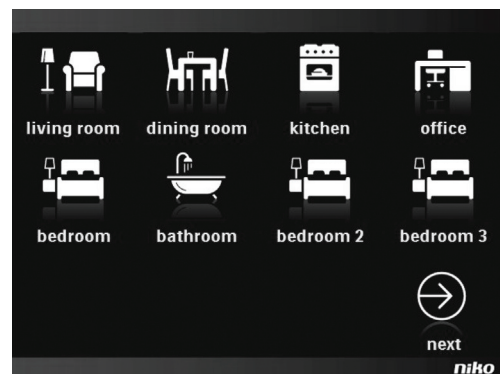 living room dining room kitchen office
bedroom bathroom bedroom 2 bedroom 3
next
niko